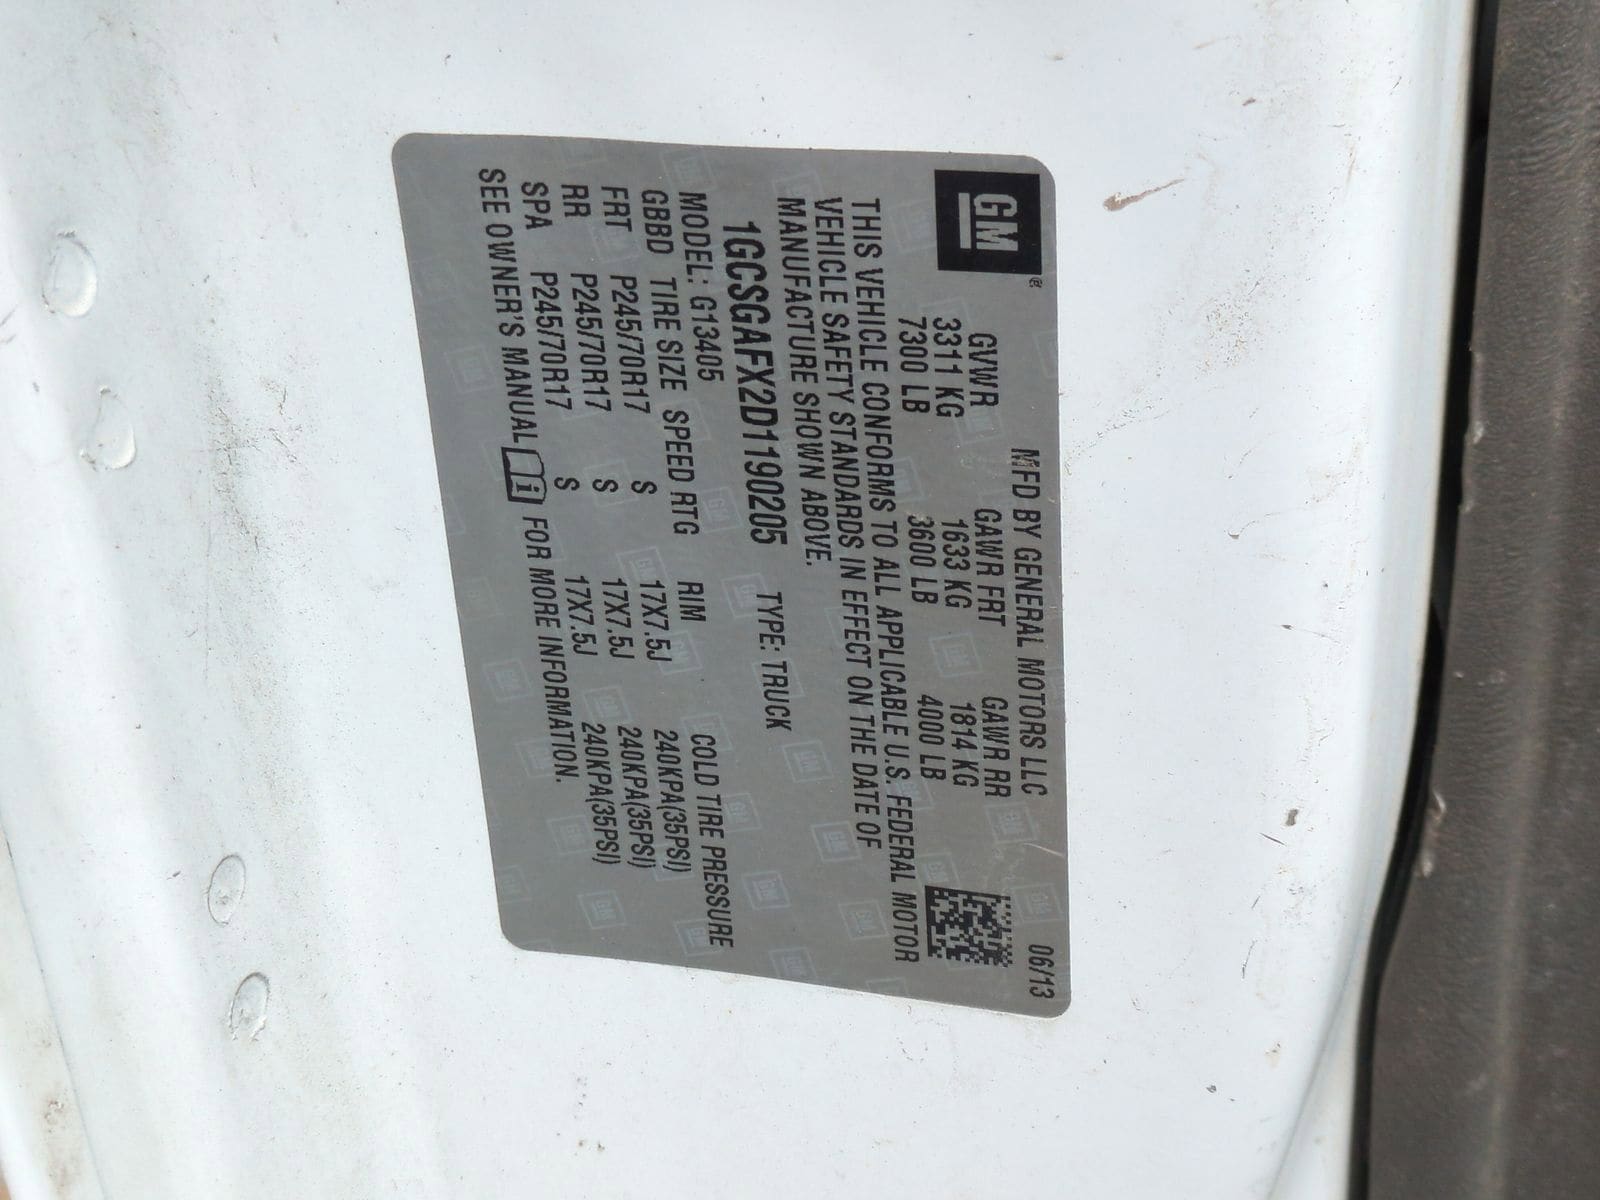 GM
MFD BY GENERAL MOTORS LLC 06/13
GVWR GAWR FRT GAWR RR
3311 KG 1633 KG 1814 KG
7300 LB 3600 LB 4000 LB
THIS VEHICLE CONFORMS TO ALL APPLICABLE U.S. FEDERAL MOTOR
VEHICLE SAFETY STANDARDS IN EFFECT ON THE DATE OF
MANUFACTURE SHOWN ABOVE.
1GCSGAFX2D1190205 TYPE: TRUCK
MODEL: G13405
GBBD TIRE SIZE SPEED RTG RIM COLD TIRE PRESSURE
FRT P245/70R17 S 17X7.5J 240KPA(35PSI)
RR P245/70R17 S 17X7.5J 240KPA(35PSI)
SPA P245/70R17 S 17X7.5J 240KPA(35PSI)
SEE OWNER'S MANUAL i FOR MORE INFORMATION.